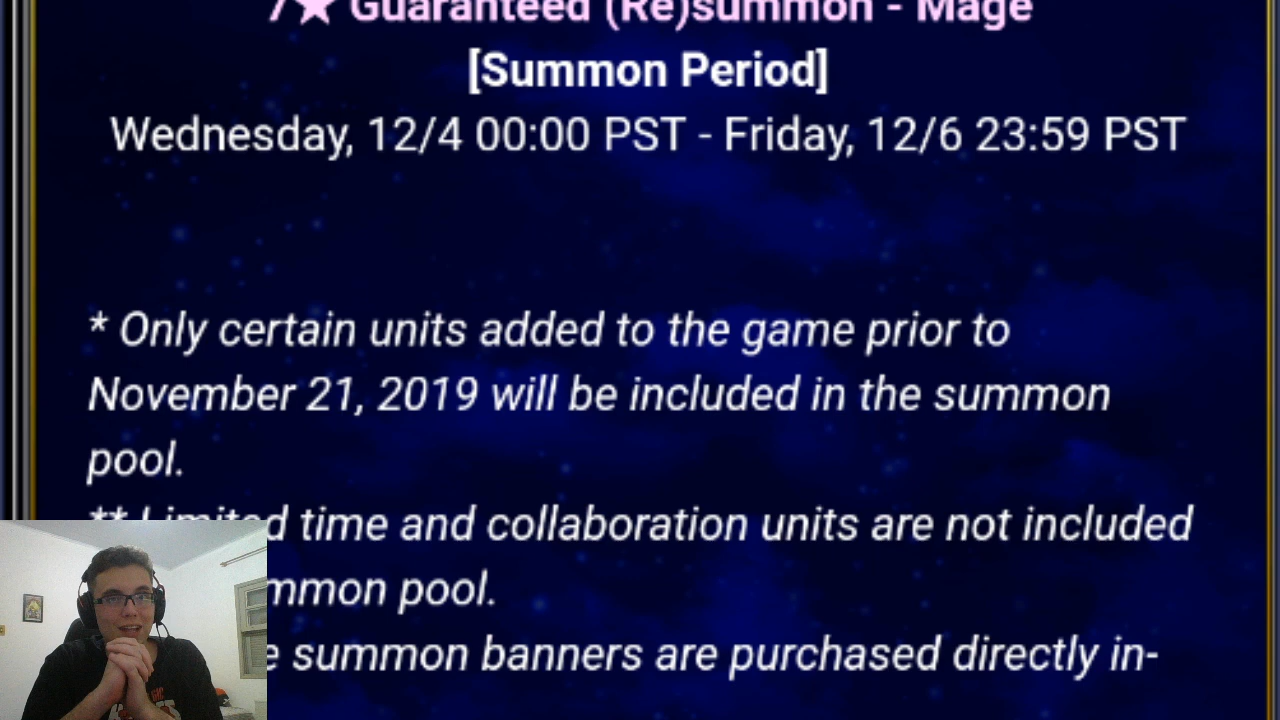 7★ Guaranteed (Re)summon - Mage
[Summon Period]
Wednesday, 12/4 00:00 PST - Friday, 12/6 23:59 PST
* Only certain units added to the game prior to
November 21, 2019 will be included in the summon
pool.
** Limited time and collaboration units are not included
mmon pool.
e summon banners are purchased directly in-